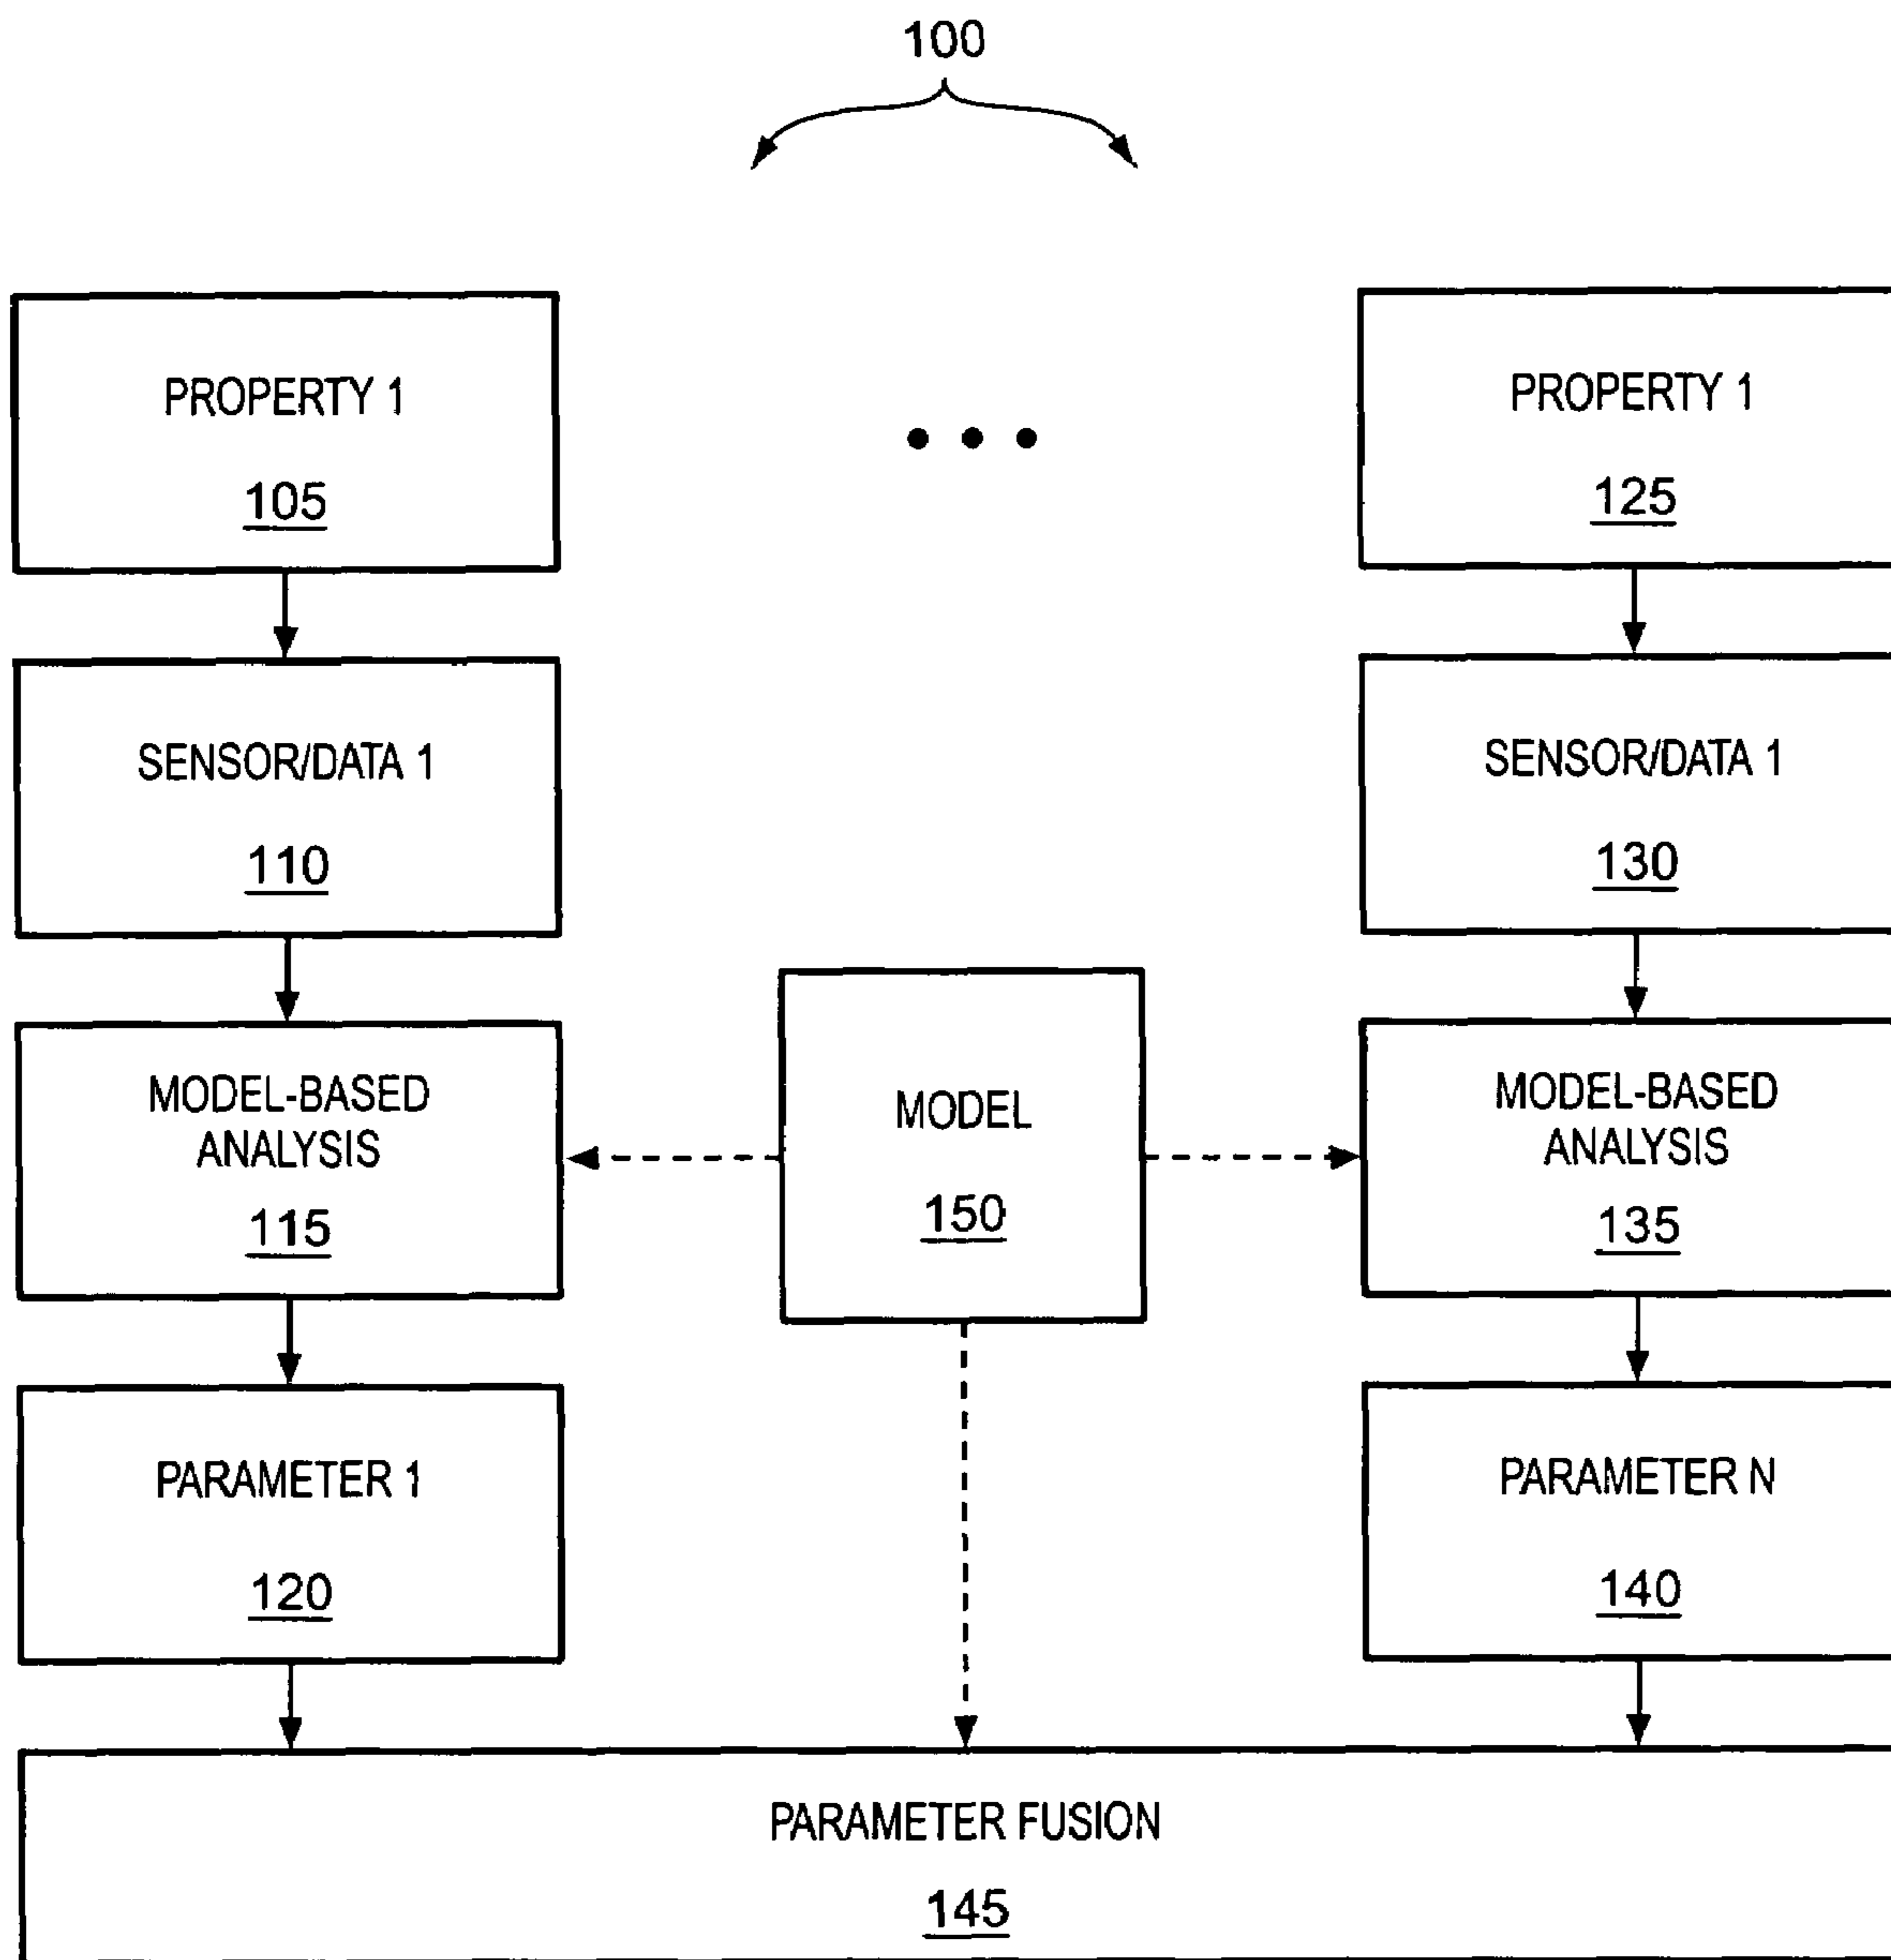 100
PROPERTY 1
105
PROPERTY 1
125
SENSOR/DATA 1
110
SENSOR/DATA 1
130
MODEL-BASED
ANALYSIS
115
MODEL
150
MODEL-BASED
ANALYSIS
135
PARAMETER 1
120
PARAMETER N
140
PARAMETER FUSION
145